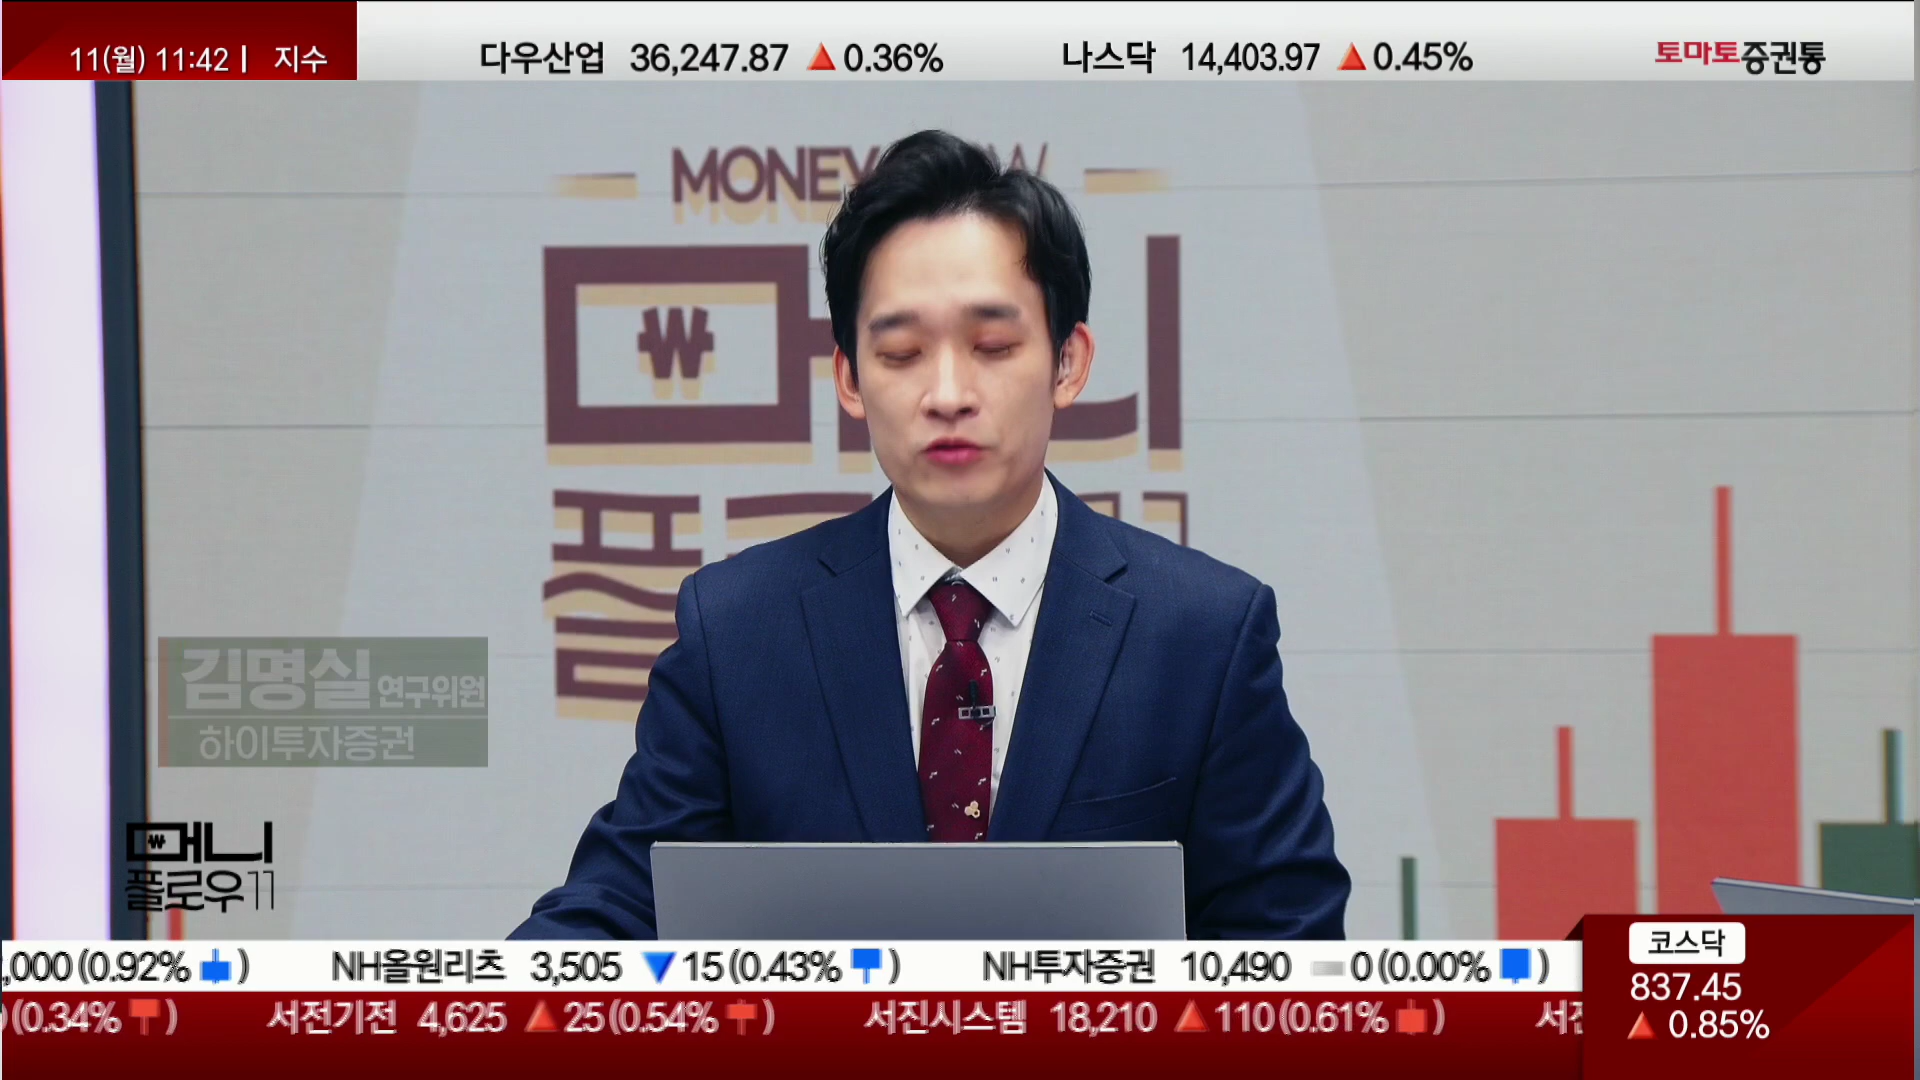 11(월) 11:42 | 지수
다우산업 36,247.87 ▲ 0.36%
나스닥 14,403.97 ▲ 0.45%
토마토증권통
MONEY
머니
플
김명실 연구위원
하이투자증권
머니
플로우11
,000 (0.92% ) NH올원리츠 3,505 ▼ 15 (0.43% ) NH투자증권 10,490 0 (0.00% )
(0.34% ) 서전기전 4,625 ▲ 25 (0.54% ) 서진시스템 18,210 ▲ 110 (0.61% )
코스닥
837.45
▲ 0.85%